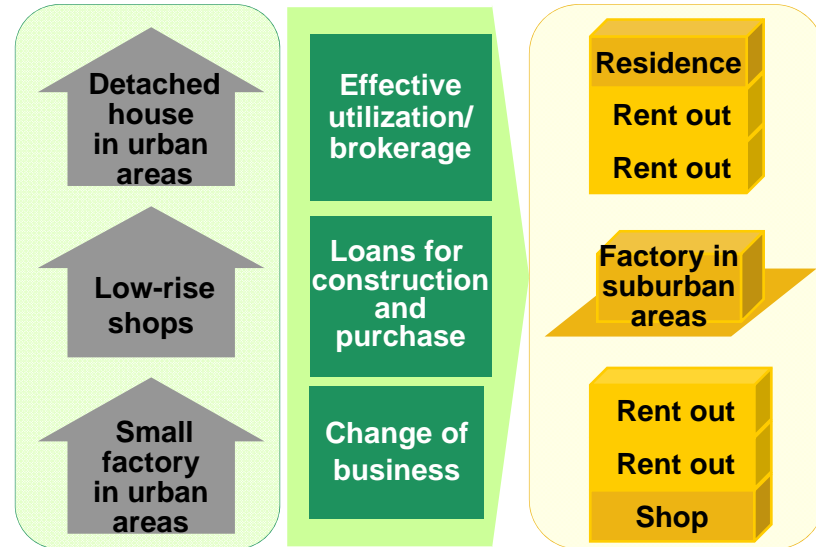 Detached
house
in urban
areas
Low-rise
shops
Small
factory
in urban
areas
Effective
utilization/
brokerage
Loans for
construction
and
purchase
Change of
business
Residence
Rent out
Rent out
Factory in
suburban
areas
Rent out
Rent out
Shop